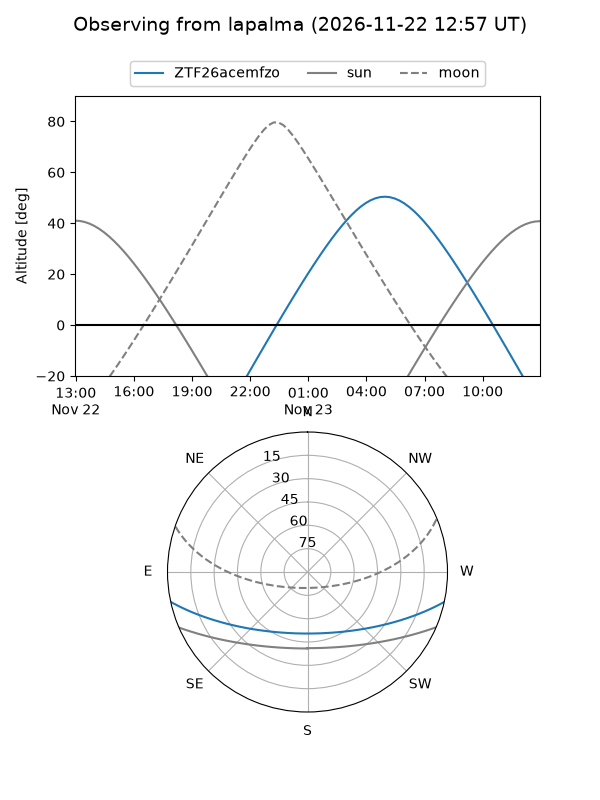 Observing from lapalma (2026-11-22 12:57 UT)
ZTF26acemfzo sun moon
Altitude [deg]
80
60
40
20
0
−20
13:00 16:00 19:00 22:00 01:00 04:00 07:00 10:00
Nov 22 Nov 23
N
NE NW
15
30
45
60
75
E W
SE SW
S